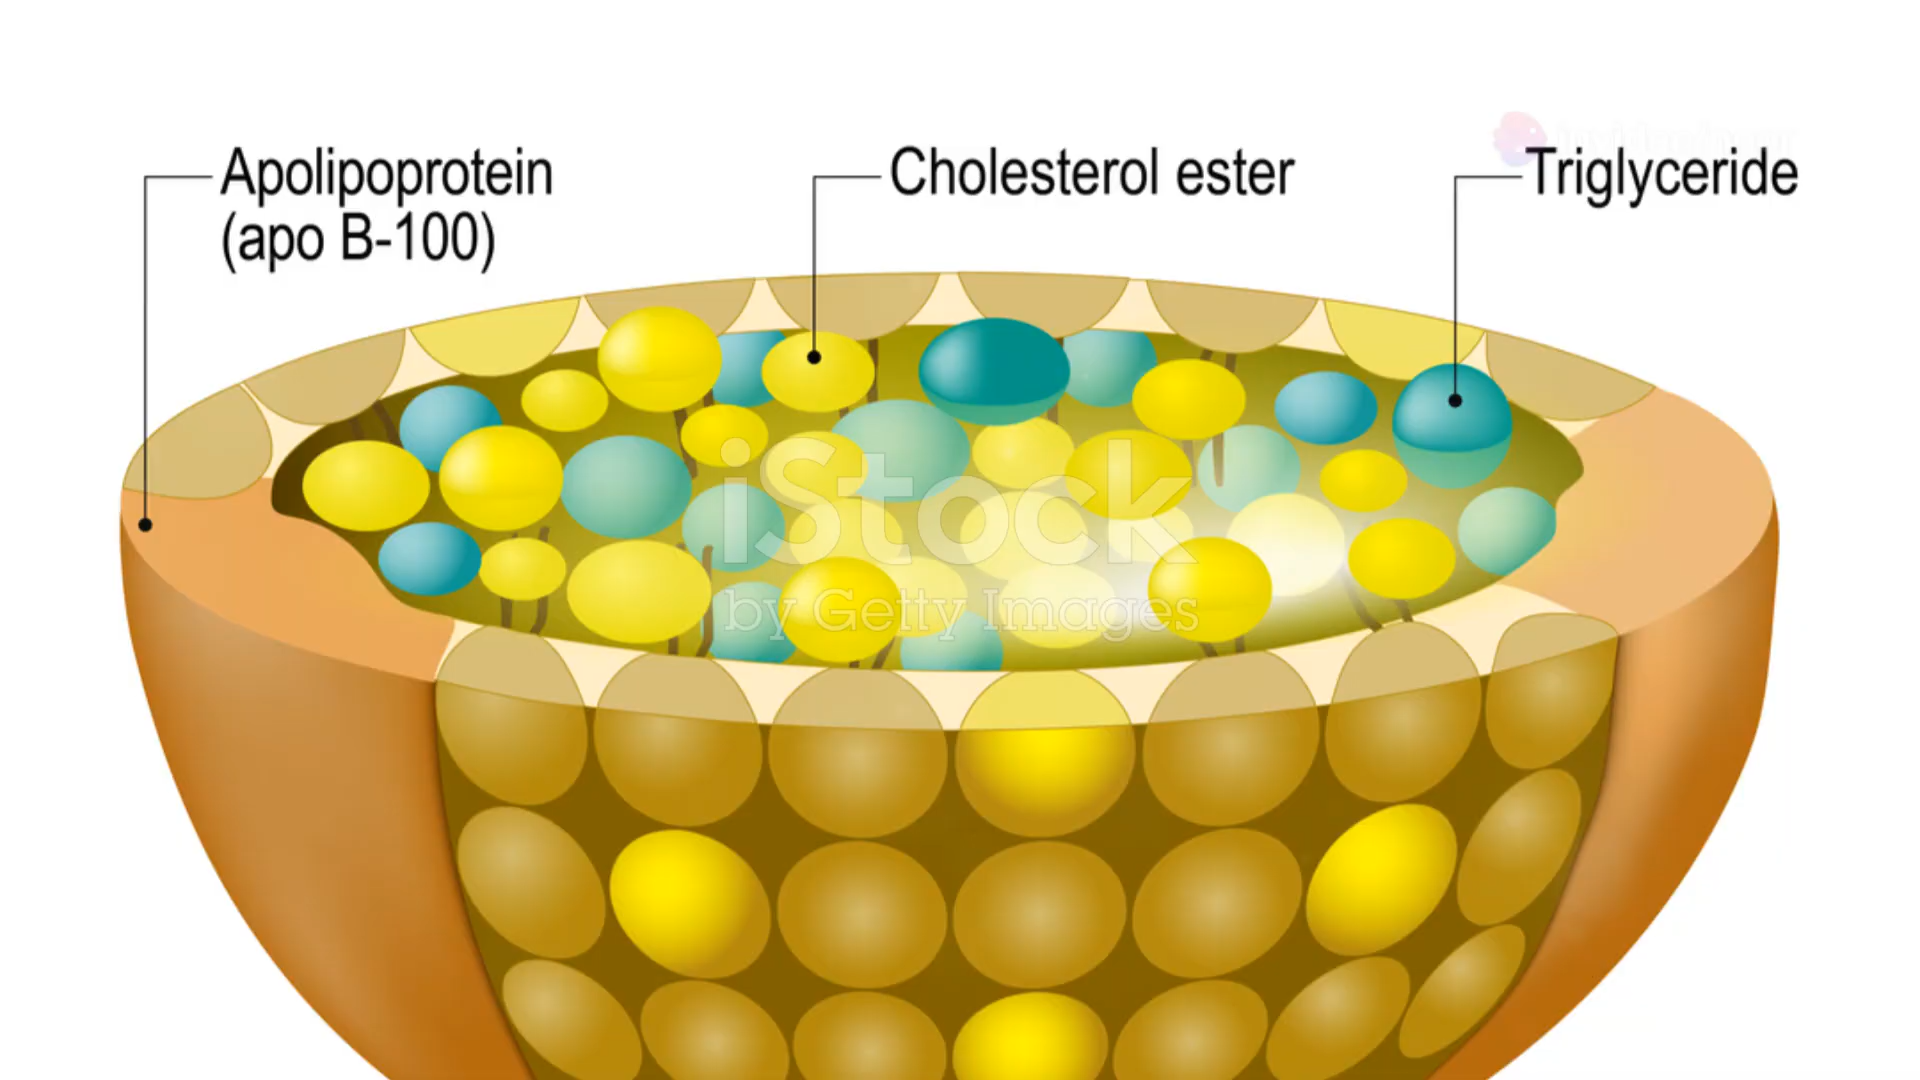 Apolipoprotein
(apo B-100)
Cholesterol ester
Triglyceride
iStock
by Getty Images